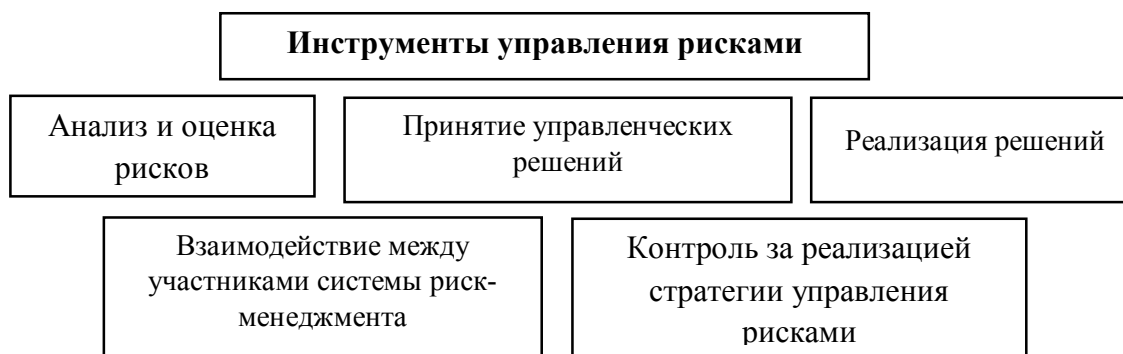 Инструменты управления рисками
Анализ и оценка
рисков
Принятие управленческих
решений
Реализация решений
Взаимодействие между
участниками системы риск-
менеджмента
Контроль за реализацией
стратегии управления
рисками